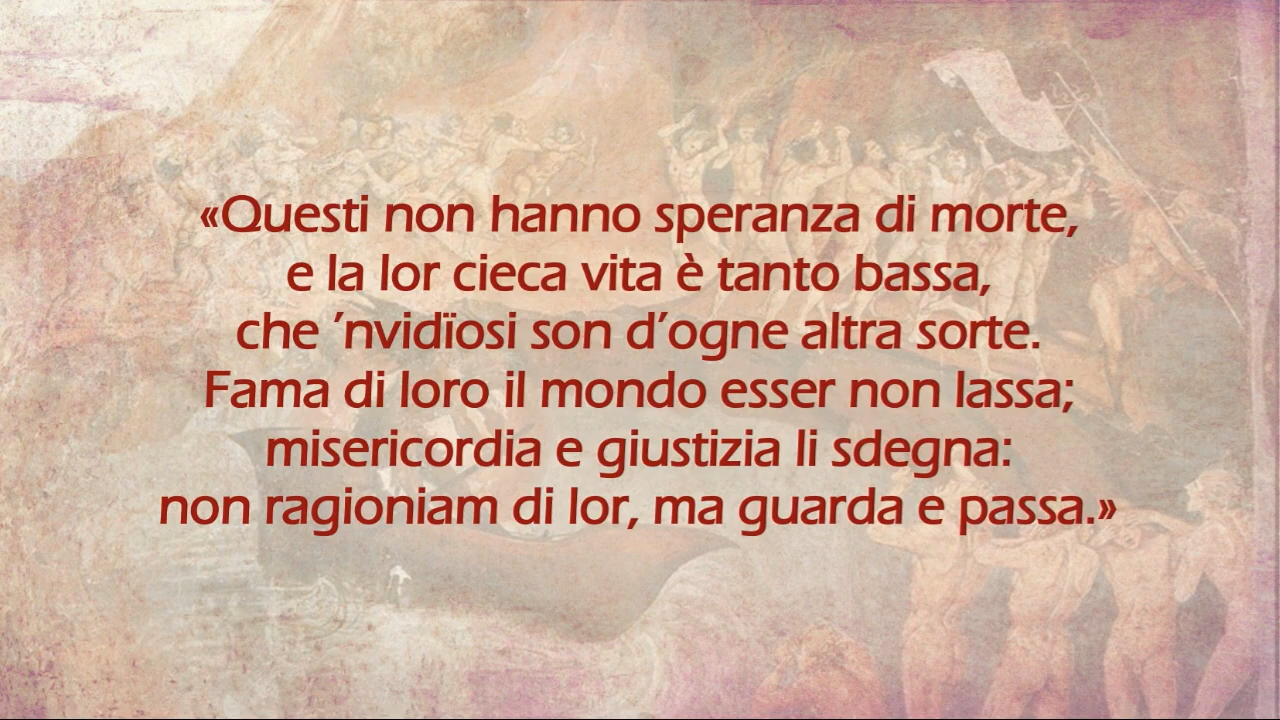 «Questi non hanno speranza di morte,
e la lor cieca vita è tanto bassa,
che ’nvidïosi son d’ogne altra sorte.
Fama di loro il mondo esser non lassa;
misericordia e giustizia li sdegna:
non ragioniam di lor, ma guarda e passa.»